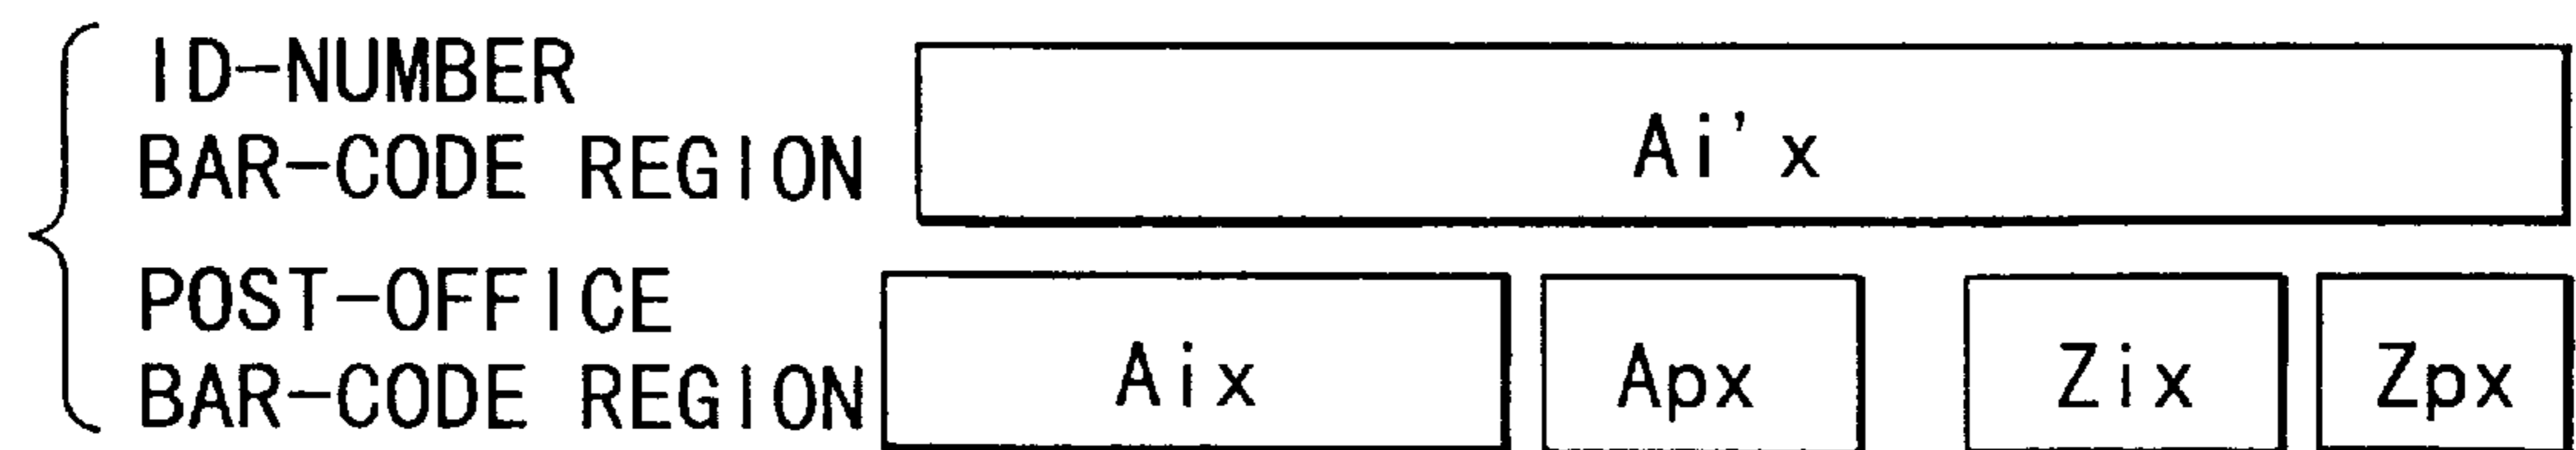 ID-NUMBER
BAR-CODE REGION
Ai'x
POST-OFFICE
BAR-CODE REGION
Aix Apx Zix Zpx